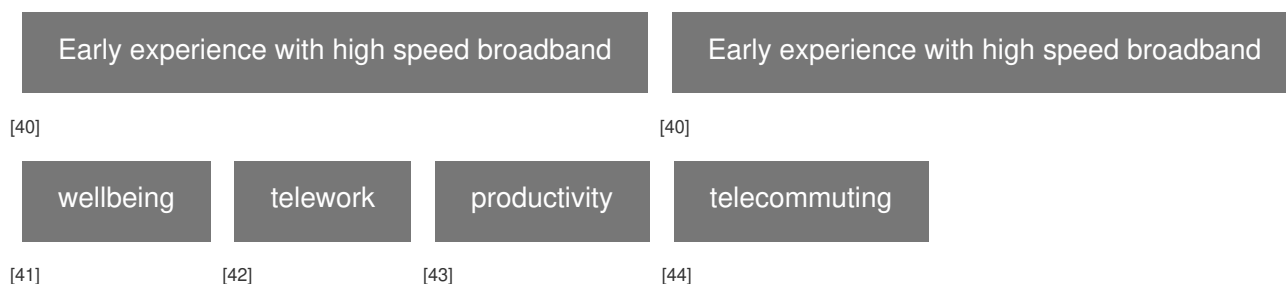 Early experience with high speed broadband Early experience with high speed broadband
[40] [40]
wellbeing telework productivity telecommuting
[41] [42] [43] [44]